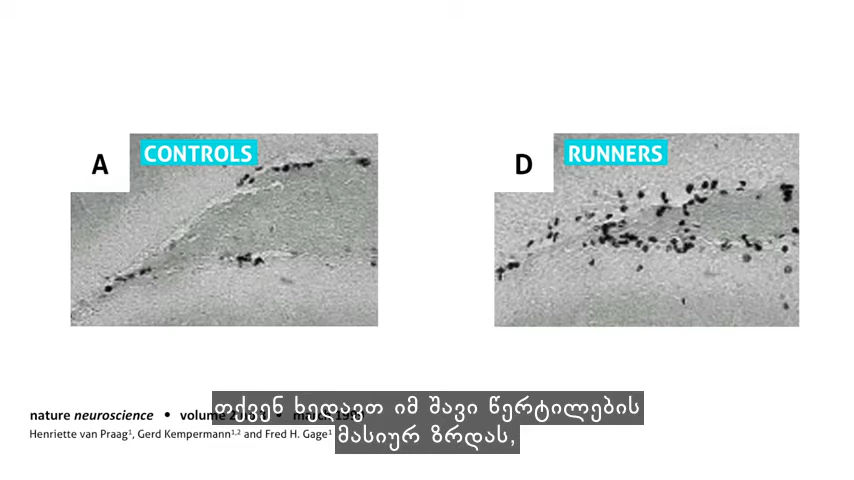 A
CONTROLS
D
RUNNERS
nature neuroscience • volume 2 •
Henriette van Praag¹, Gerd Kempermann¹,² and Fred H. Gage¹
თქვენ ხედავთ იმ შავი წერტილების
მასიურ ზრდას,